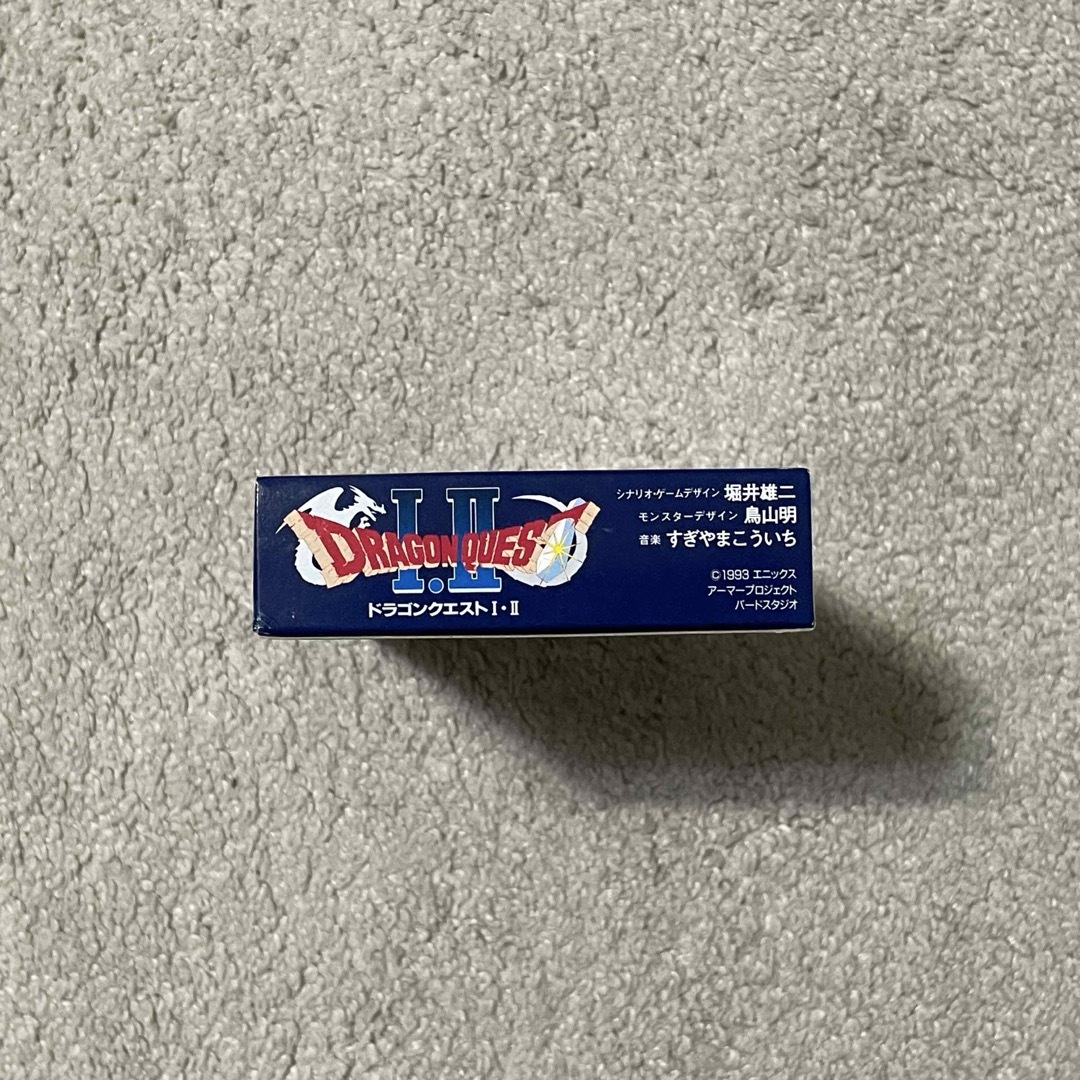 I・II
DRAGON QUEST
ドラゴンクエストI・II
シナリオ・ゲームデザイン 堀井雄二
モンスターデザイン 鳥山明
音楽 すぎやまこういち
©1993 エニックス
アーマープロジェクト
バードスタジオ